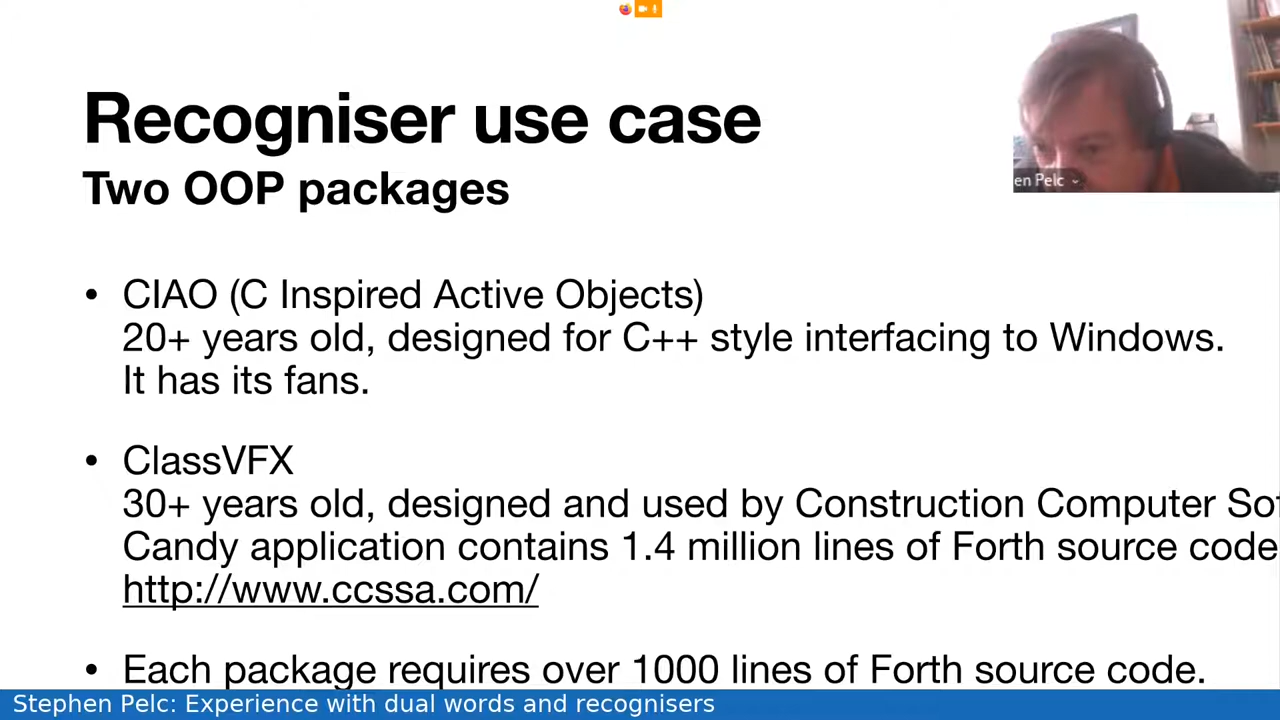 Recogniser use case
Two OOP packages
en Pelc
• CIAO (C Inspired Active Objects)
20+ years old, designed for C++ style interfacing to Windows.
It has its fans.
• ClassVFX
30+ years old, designed and used by Construction Computer
Candy application contains 1.4 million lines of Forth source code
http://www.ccssa.com/
• Each package requires over 1000 lines of Forth source code.
Stephen Pelc: Experience with dual words and recognisers